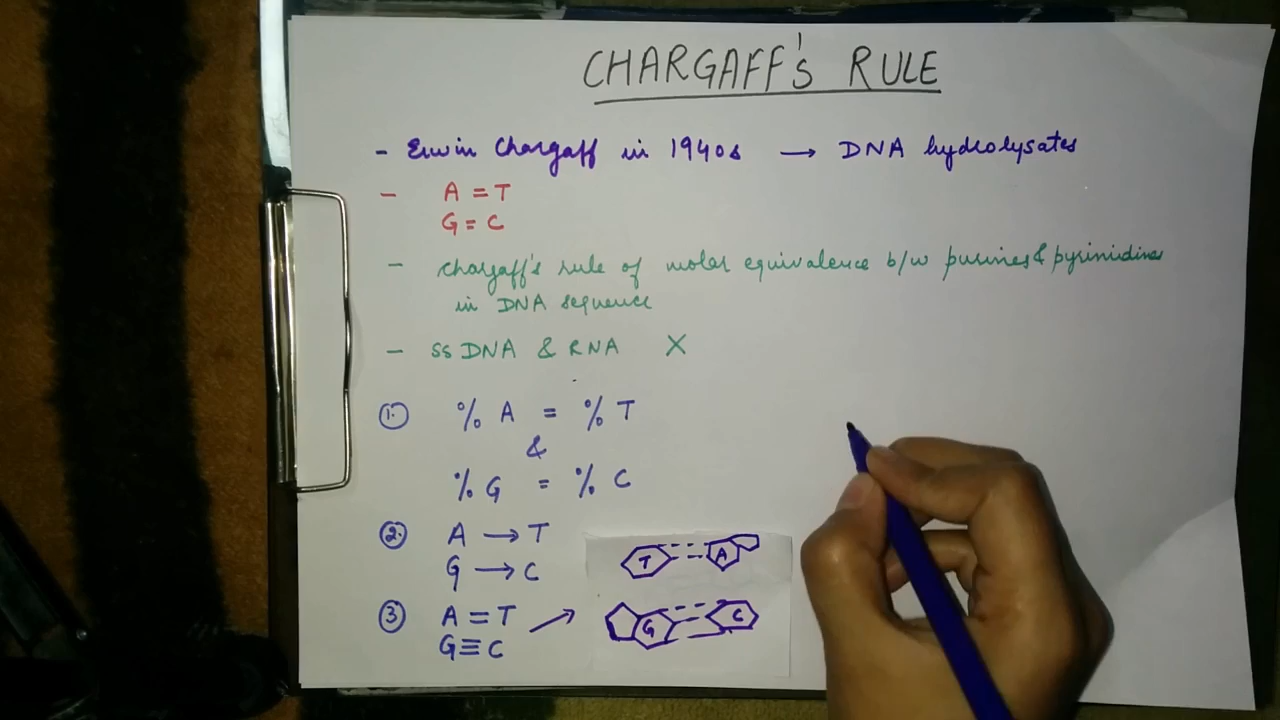 CHARGAFF's RULE
- Erwin Chargaff in 1940s → DNA hydrolysates
- A = T
G = C
- Chargaff's rule of molar equivalence b/w purines & pyrimidines
in DNA sequence
- ss DNA & RNA X
① % A = % T
&
% G = % C
② A → T
G → C
③ A = T
G ≡ C
T A
G C